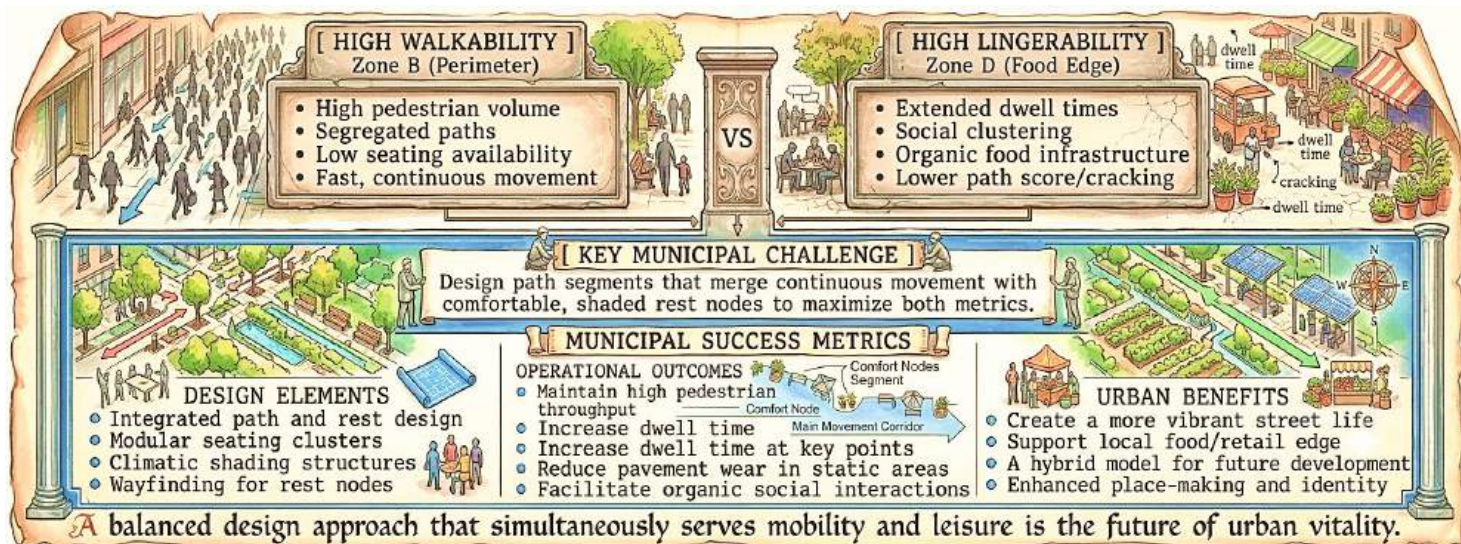 [ HIGH WALKABILITY ]
Zone B (Perimeter)
• High pedestrian volume
• Segregated paths
• Low seating availability
• Fast, continuous movement
VS
[ HIGH LINGERABILITY ]
Zone D (Food Edge)
• Extended dwell times
• Social clustering
• Organic food infrastructure
• Lower path score/cracking
dwell
time
dwell
time
cracking
dwell time
[ KEY MUNICIPAL CHALLENGE ]
Design path segments that merge continuous movement with
comfortable, shaded rest nodes to maximize both metrics.
N
W
E
S
DESIGN ELEMENTS
• Integrated path and rest design
• Modular seating clusters
• Climatic shading structures
• Wayfinding for rest nodes
MUNICIPAL SUCCESS METRICS
OPERATIONAL OUTCOMES
• Maintain high pedestrian
throughput
• Increase dwell time
• Increase dwell time at key points
• Reduce pavement wear in static areas
• Facilitate organic social interactions
Comfort Nodes
Segment
Comfort Node
Main Movement Corridor
URBAN BENEFITS
• Create a more vibrant street life
• Support local food/retail edge
• A hybrid model for future development
• Enhanced place-making and identity
A balanced design approach that simultaneously serves mobility and leisure is the future of urban vitality.